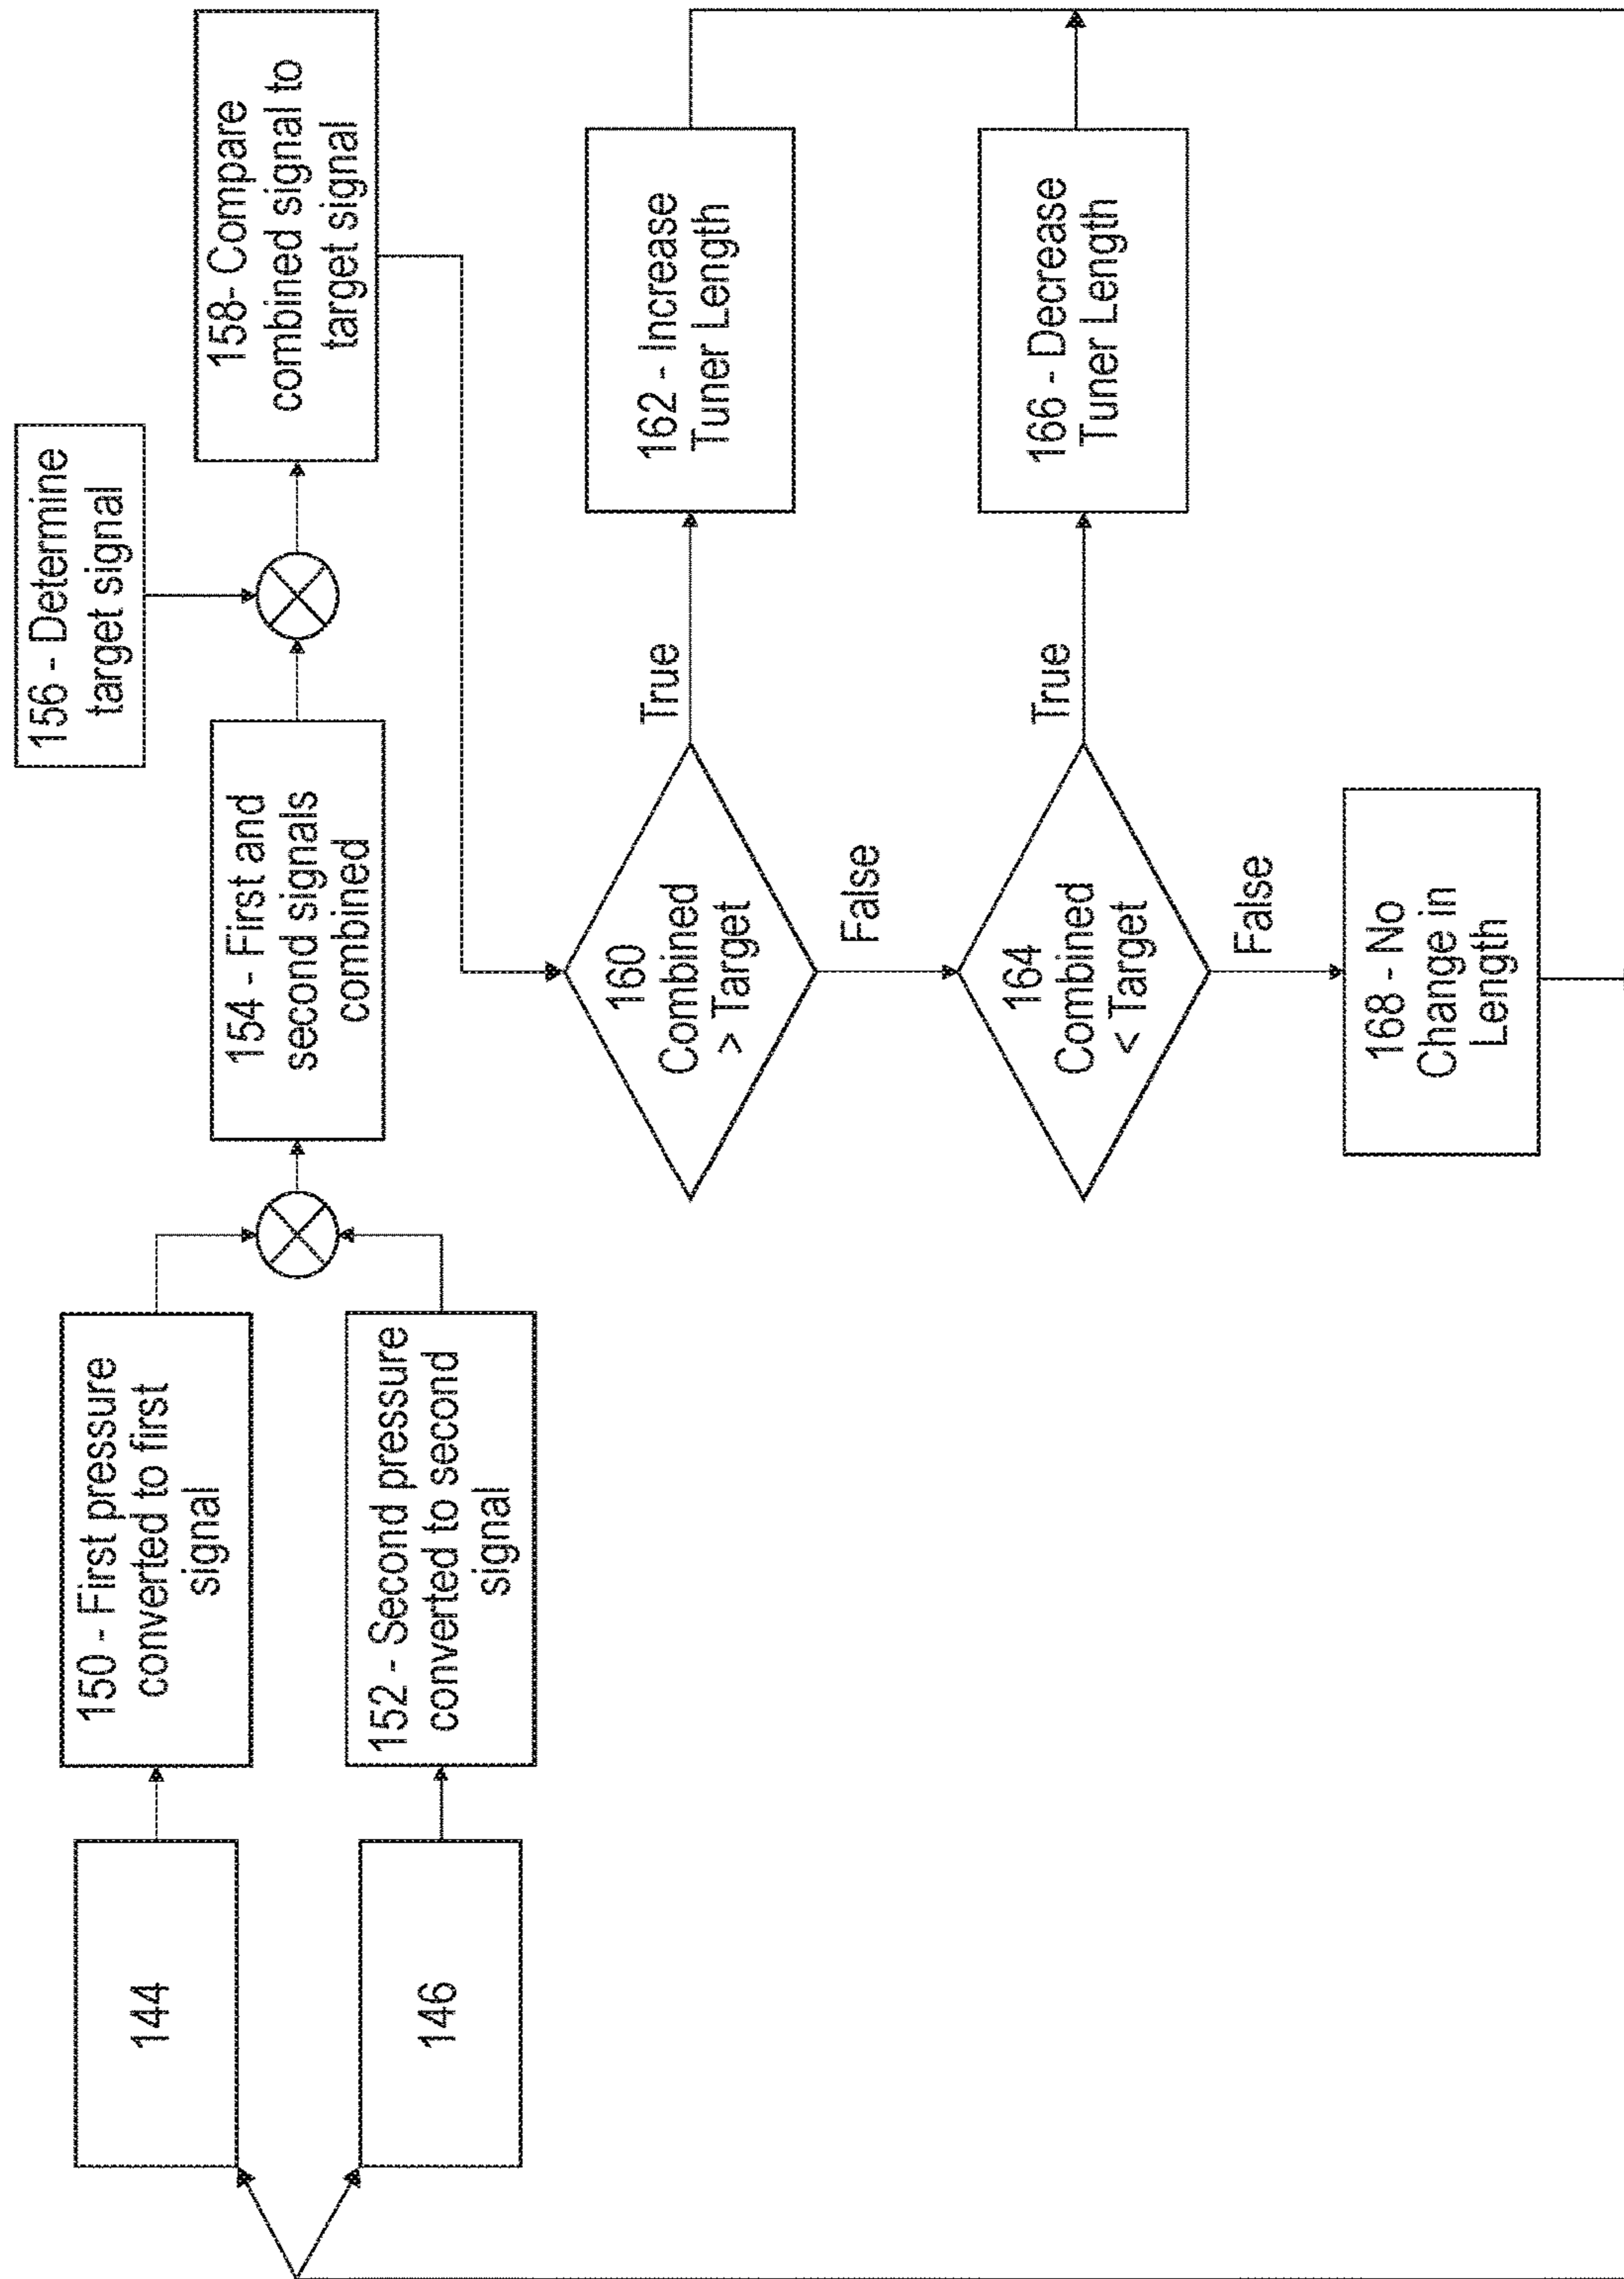 144
146
150 - First pressure
converted to first
signal
152 - Second pressure
converted to second
signal
154 - First and
second signals
combined
156 - Determine
target signal
158- Compare
combined signal to
target signal
160
Combined
> Target
True
162 - Increase
Tuner Length
False
164
Combined
< Target
True
166 - Decrease
Tuner Length
False
168 - No
Change in
Length